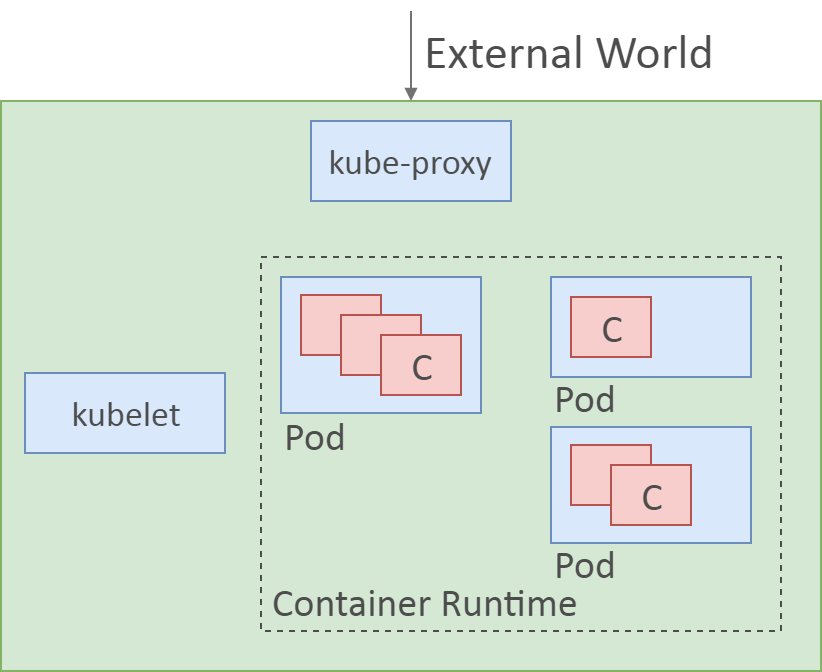 External World
kube-proxy
kubelet
C
Pod
C
Pod
C
Pod
Container Runtime